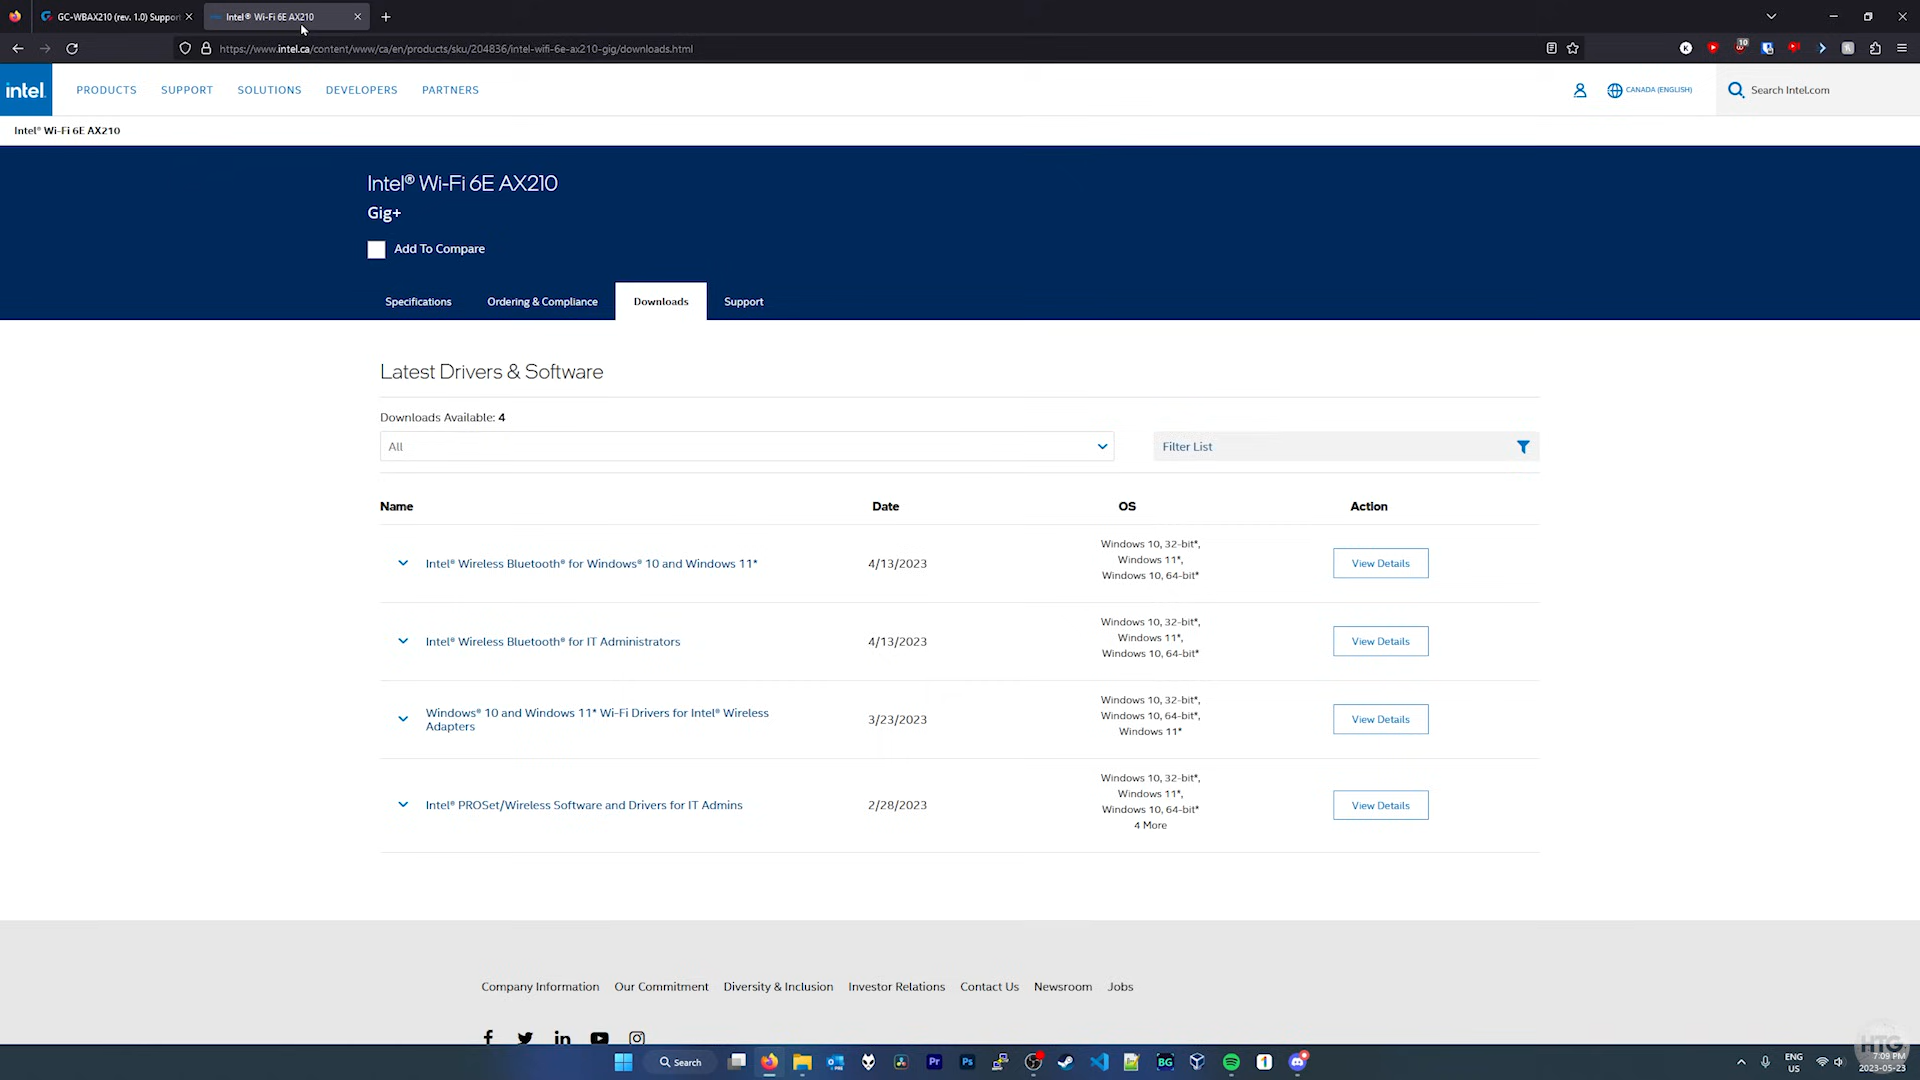 GC-WBAX210 (rev. 1.0) Support
Intel® Wi-Fi 6E AX210
https://www.intel.ca/content/www/ca/en/products/sku/204836/intel-wifi-6e-ax210-gig/downloads.html
10
intel.
PRODUCTS
SUPPORT
SOLUTIONS
DEVELOPERS
PARTNERS
CANADA (ENGLISH)
Search Intel.com
Intel® Wi-Fi 6E AX210
Intel® Wi-Fi 6E AX210
Gig+
Add To Compare
Specifications
Ordering & Compliance
Downloads
Support
Latest Drivers & Software
Downloads Available: 4
All
Filter List
Name
Date
OS
Action
Intel® Wireless Bluetooth® for Windows® 10 and Windows 11*
4/13/2023
Windows 10, 32-bit*,
Windows 11*,
Windows 10, 64-bit*
View Details
Intel® Wireless Bluetooth® for IT Administrators
4/13/2023
Windows 10, 32-bit*,
Windows 11*,
Windows 10, 64-bit*
View Details
Windows® 10 and Windows 11* Wi-Fi Drivers for Intel® Wireless
Adapters
3/23/2023
Windows 10, 32-bit*,
Windows 10, 64-bit*,
Windows 11*
View Details
Intel® PROSet/Wireless Software and Drivers for IT Admins
2/28/2023
Windows 10, 32-bit*,
Windows 11*,
Windows 10, 64-bit*
4 More
View Details
Company Information
Our Commitment
Diversity & Inclusion
Investor Relations
Contact Us
Newsroom
Jobs
Search
Pr
Ps
BG
1
ENG
US
7:09 PM
2023-05-23
HTG